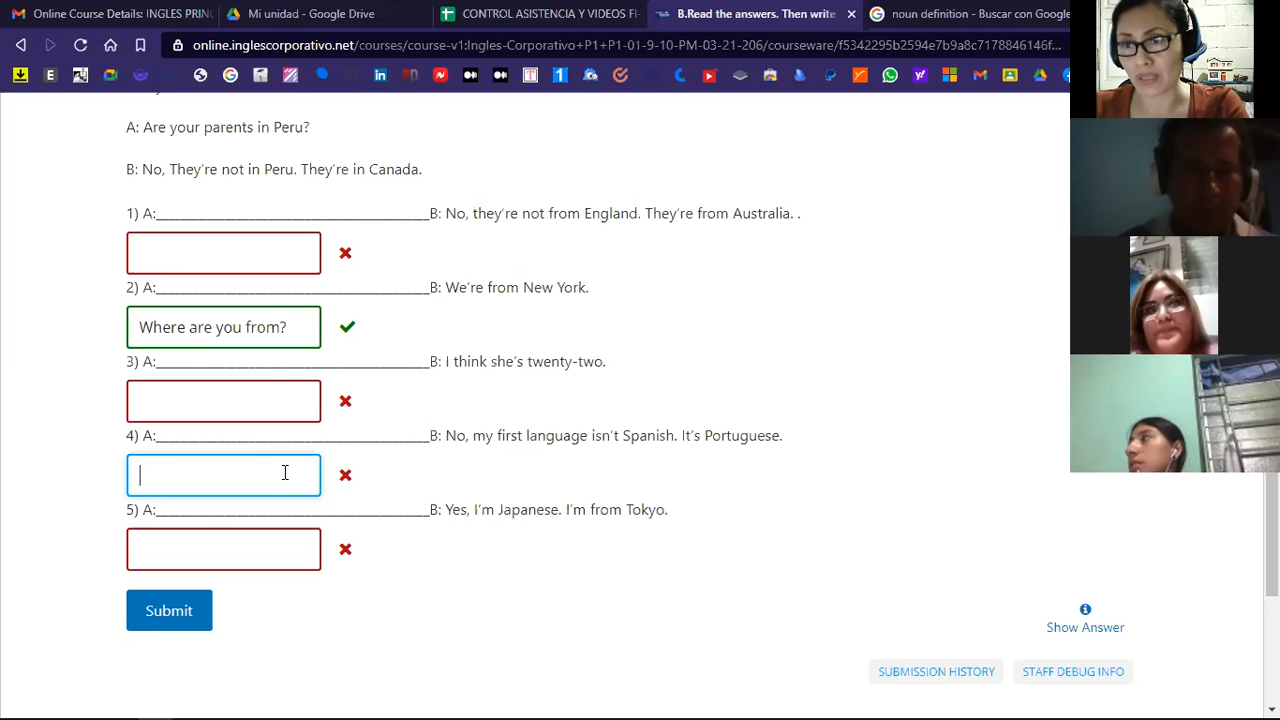 Online Course Details: INGLES PRIN
Mi unidad - Google Drive
CONTROL ASISTENCIA Y VIDEOS FI-
B.Read the answers. Then write
noun definition - Buscar con Google
online.inglescorporativo.net/courses/course-v1:Ingles-Corporativo+P1+P1-01-9-10-PM-03-21-206/courseware/f5342295b2594e7b9a8c7178846146f...
A: Are your parents in Peru?
B: No, They're not in Peru. They're in Canada.
1) A:_________________________________B: No, they're not from England. They're from Australia. .
2) A:_________________________________B: We're from New York.
Where are you from?
3) A:_________________________________B: I think she's twenty-two.
4) A:_________________________________B: No, my first language isn't Spanish. It's Portuguese.
5) A:_________________________________B: Yes, I'm Japanese. I'm from Tokyo.
Submit
Show Answer
SUBMISSION HISTORY
STAFF DEBUG INFO